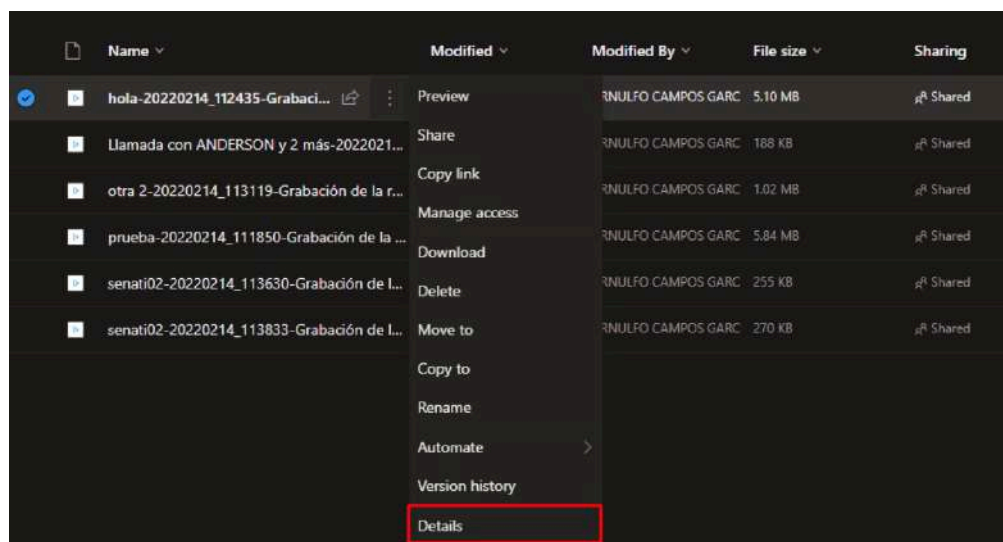 Name Modified Modified By File size Sharing
hola-20220214_112435-Grabaci... Preview RNULFO CAMPOS GARC 5.10 MB Shared
Llamada con ANDERSON y 2 más-2022021... Share RNULFO CAMPOS GARC 188 KB Shared
Copy link
otra 2-20220214_113119-Grabación de la r... RNULFO CAMPOS GARC 1.02 MB Shared
Manage access
prueba-20220214_111850-Grabación de la ... RNULFO CAMPOS GARC 5.84 MB Shared
Download
senati02-20220214_113630-Grabación de l... Delete RNULFO CAMPOS GARC 255 KB Shared
senati02-20220214_113833-Grabación de l... Move to RNULFO CAMPOS GARC 270 KB Shared
Copy to
Rename
Automate
Version history
Details